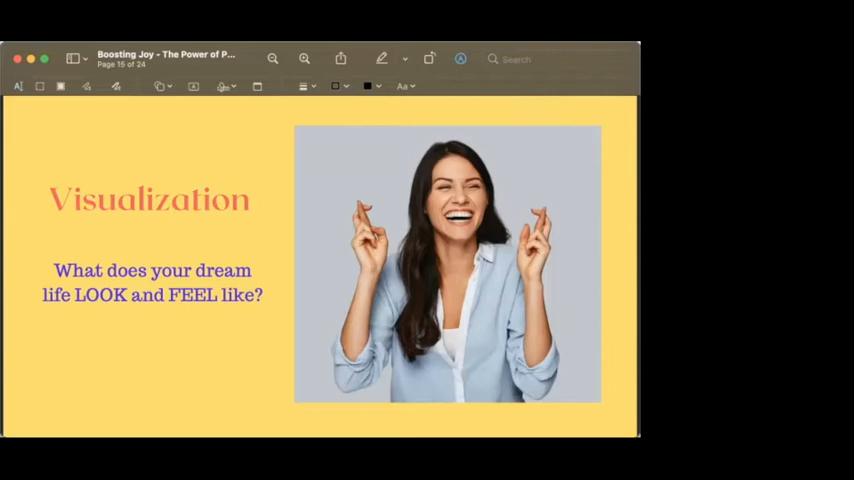 Boosting Joy - The Power of P...
Page 15 of 24
Search
Aa
Visualization
What does your dream
life LOOK and FEEL like?